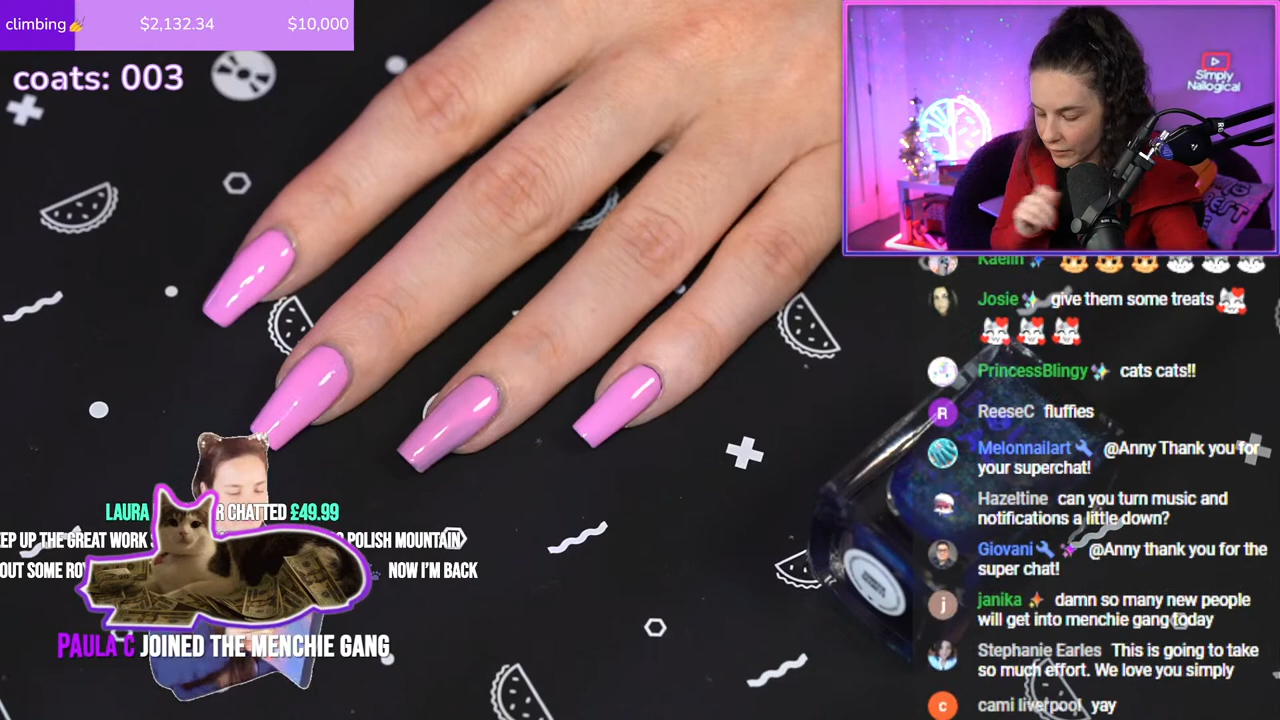 climbing 💅 $2,132.34 $10,000
coats: 003
Simply
Nailogical
Kaelin
Josie give them some treats
PrincessBlingy cats cats!!
R ReeseC fluffies
Melonnailart @Anny Thank you for
your superchat!
Hazeltine can you turn music and
notifications a little down?
Giovani @Anny thank you for the
super chat!
j janika damn so many new people
will get into menchie gang today
Stephanie Earles This is going to take
so much effort. We love you simply
c cami liverpool yay
LAURA R CHATTED £49.99
EP UP THE GREAT WORK POLISH MOUNTAIN
OUT SOME NOW I'M BACK
PAULA C JOINED THE MENCHIE GANG